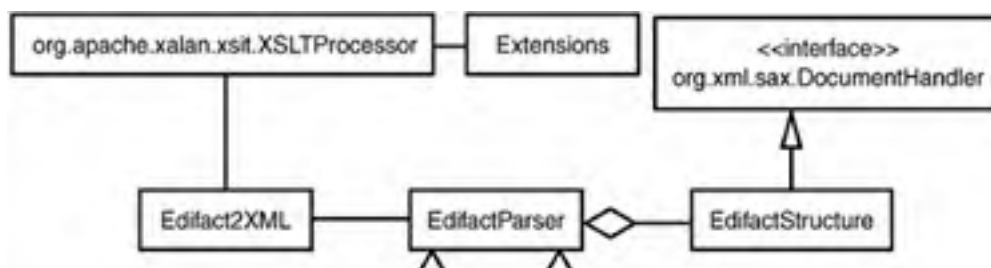 org.apache.xalan.xsit.XSLTProcessor
Extensions
<<interface>>
org.xml.sax.DocumentHandler
Edifact2XML
EdifactParser
EdifactStructure